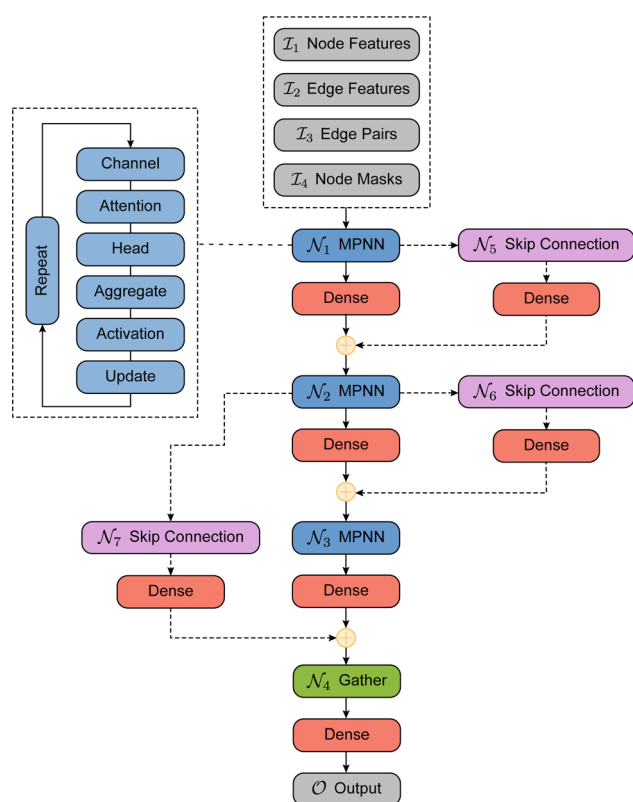 I₁ Node Features
I₂ Edge Features
I₃ Edge Pairs
I₄ Node Masks
Repeat
Channel
Attention
Head
Aggregate
Activation
Update
N₁ MPNN
N₅ Skip Connection
Dense
Dense
N₂ MPNN
N₆ Skip Connection
Dense
Dense
N₇ Skip Connection
N₃ MPNN
Dense
Dense
N₄ Gather
Dense
O Output